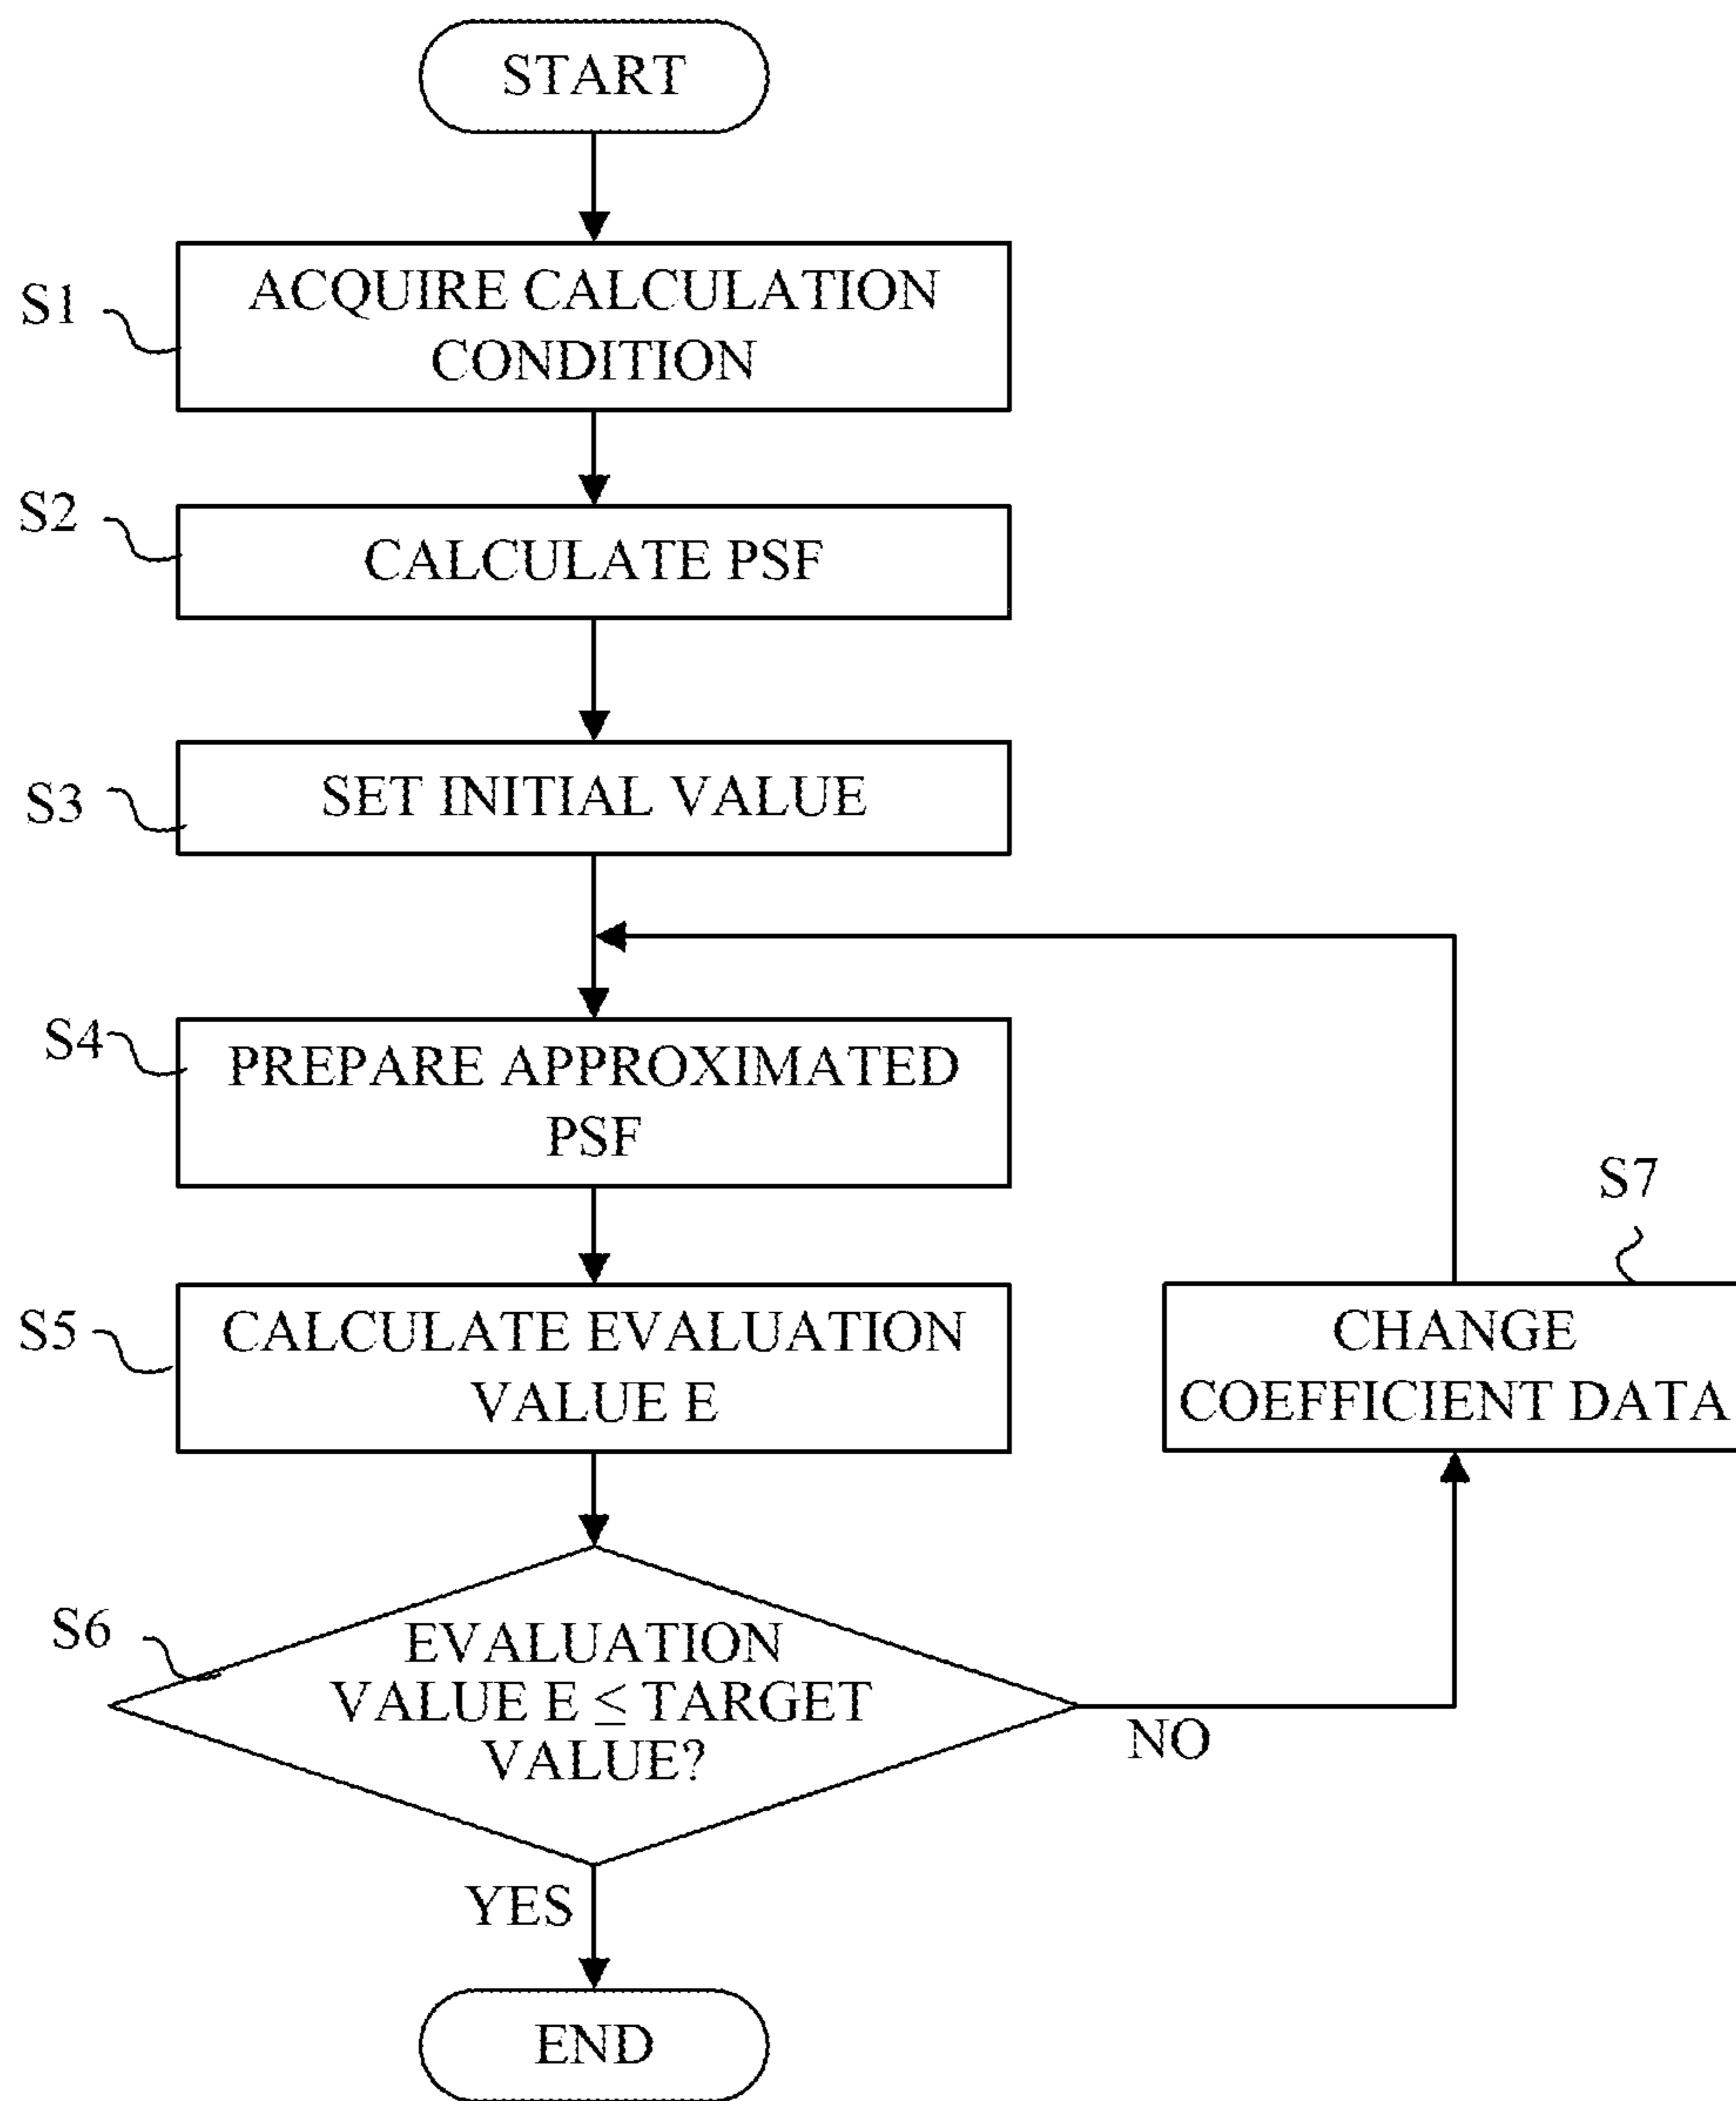 START
S1
ACQUIRE CALCULATION
CONDITION
S2
CALCULATE PSF
S3
SET INITIAL VALUE
S4
PREPARE APPROXIMATED
PSF
S5
CALCULATE EVALUATION
VALUE E
S7
CHANGE
COEFFICIENT DATA
S6
EVALUATION
VALUE E ≤ TARGET
VALUE?
NO
YES
END